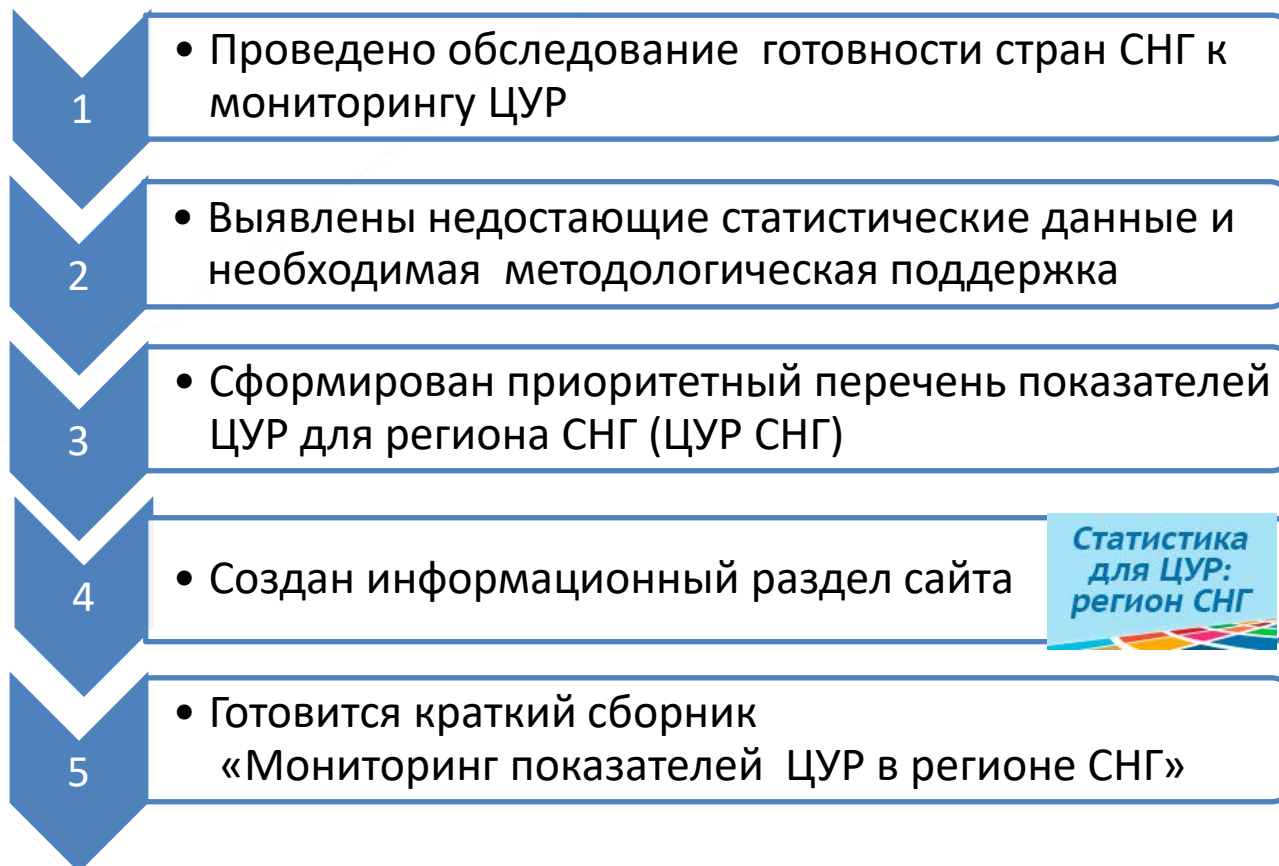 1
• Проведено обследование готовности стран СНГ к
мониторингу ЦУР
2
• Выявлены недостающие статистические данные и
необходимая методологическая поддержка
3
• Сформирован приоритетный перечень показателей
ЦУР для региона СНГ (ЦУР СНГ)
4
• Создан информационный раздел сайта
Статистика
для ЦУР:
регион СНГ
5
• Готовится краткий сборник
«Мониторинг показателей ЦУР в регионе СНГ»